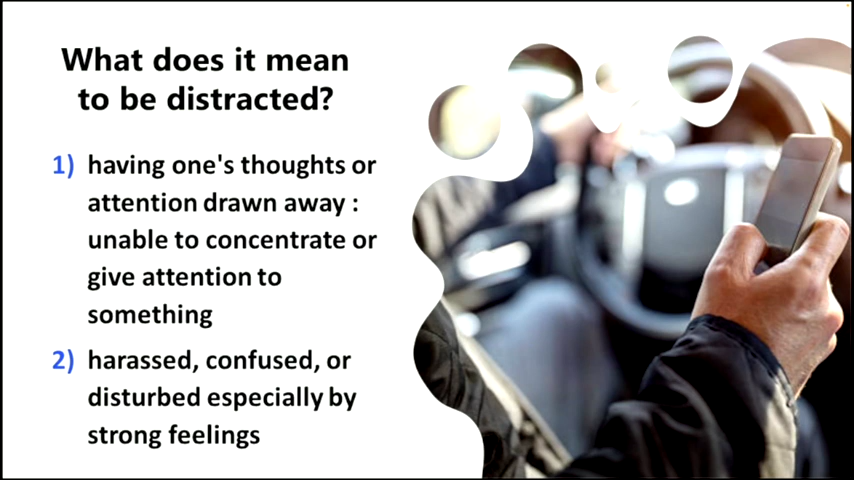 What does it mean
to be distracted?
1) having one's thoughts or
attention drawn away :
unable to concentrate or
give attention to
something
2) harassed, confused, or
disturbed especially by
strong feelings